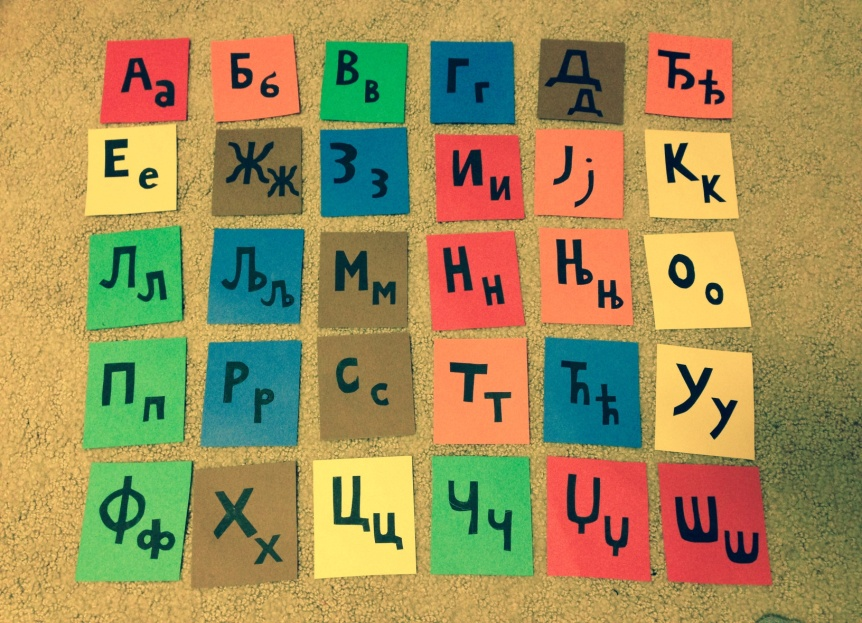 Аа Бб Вв Гг Дд Ђђ
Ее Жж Зз Ии Јј Кк
Лл Љљ Мм Нн Њњ Оо
Пп Рр Сс Тт Ћћ Уу
Фф Хх Цц Чч Џџ Шш